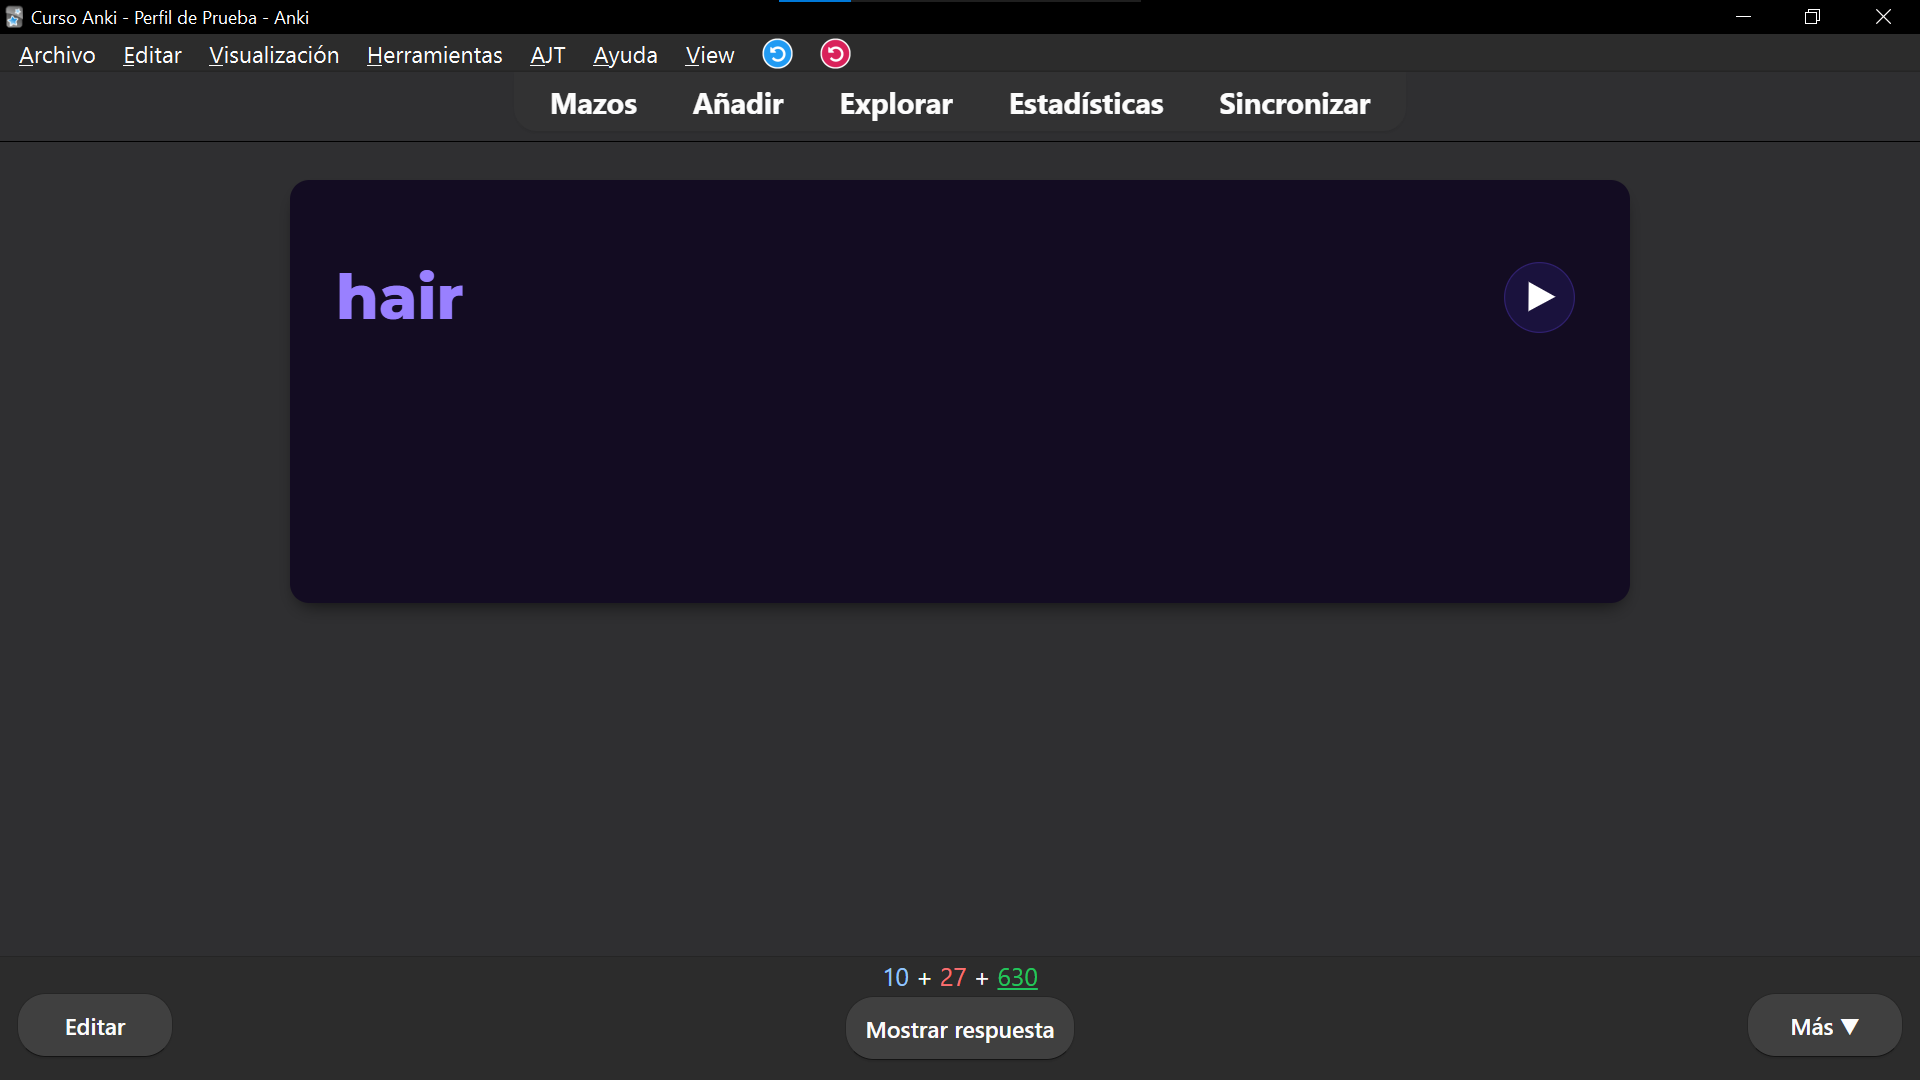 Curso Anki - Perfil de Prueba - Anki
Archivo Editar Visualización Herramientas AJT Ayuda View
Mazos Añadir Explorar Estadísticas Sincronizar
hair
10 + 27 + 630
Editar Mostrar respuesta Más ▼